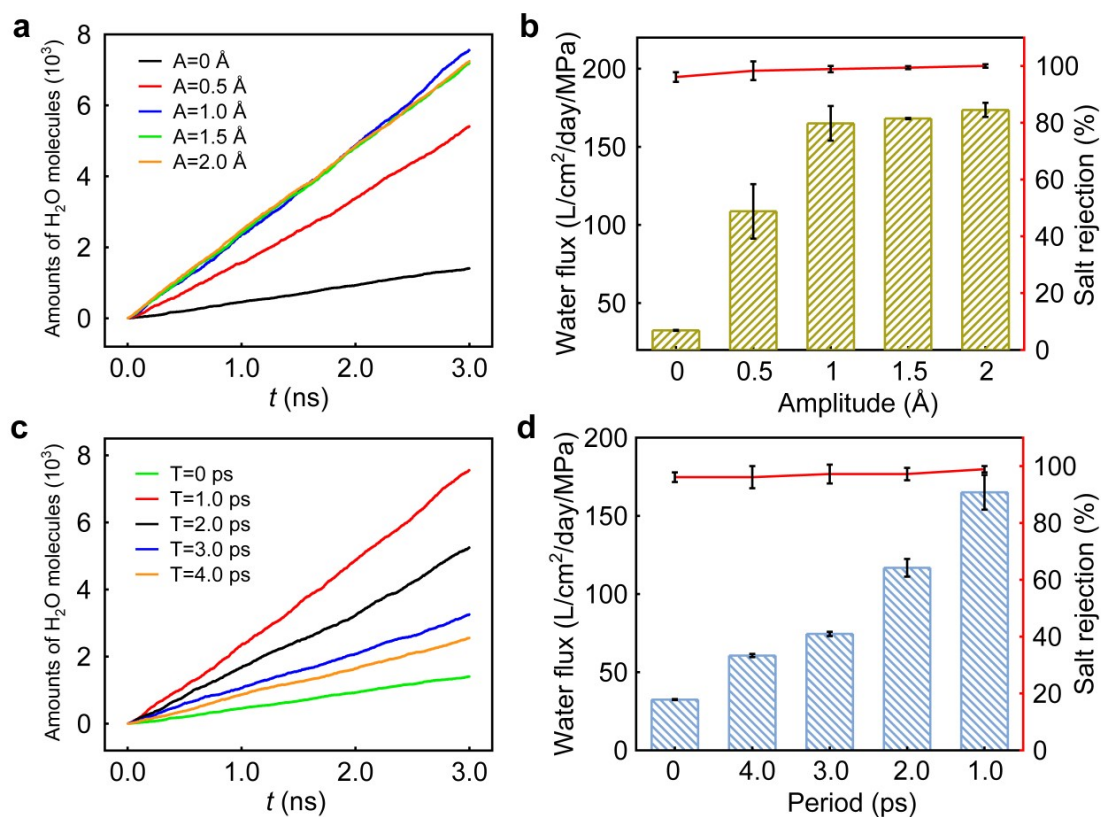 a
Amounts of H2O molecules (10^3)
8
6
4
2
0
A=0 Å
A=0.5 Å
A=1.0 Å
A=1.5 Å
A=2.0 Å
0.0 1.0 2.0 3.0
t (ns)
b
Water flux (L/cm²/day/MPa)
200
150
100
50
Salt rejection (%)
100
80
60
40
20
0
0 0.5 1 1.5 2
Amplitude (Å)
c
Amounts of H2O molecules (10^3)
8
6
4
2
0
T=0 ps
T=1.0 ps
T=2.0 ps
T=3.0 ps
T=4.0 ps
0.0 1.0 2.0 3.0
t (ns)
d
Water flux (L/cm²/day/MPa)
200
150
100
50
0
Salt rejection (%)
100
80
60
40
20
0
0 4.0 3.0 2.0 1.0
Period (ps)